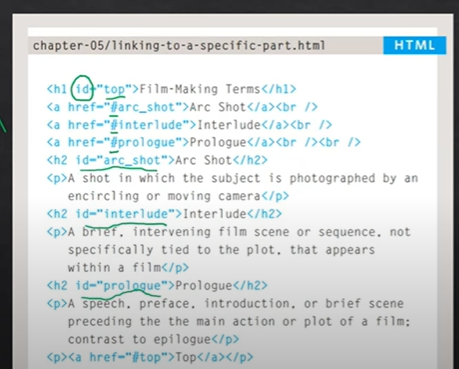 chapter-05/linking-to-a-specific-part.html HTML
<h1 id="top">Film-Making Terms</h1>
<a href="#arc_shot">Arc Shot</a><br />
<a href="#interlude">Interlude</a><br />
<a href="#prologue">Prologue</a><br /><br />
<h2 id="arc_shot">Arc Shot</h2>
<p>A shot in which the subject is photographed by an
encircling or moving camera</p>
<h2 id="interlude">Interlude</h2>
<p>A brief, intervening film scene or sequence, not
specifically tied to the plot, that appears
within a film</p>
<h2 id="prologue">Prologue</h2>
<p>A speech, preface, introduction, or brief scene
preceding the the main action or plot of a film;
contrast to epilogue</p>
<p><a href="#top">Top</a></p>